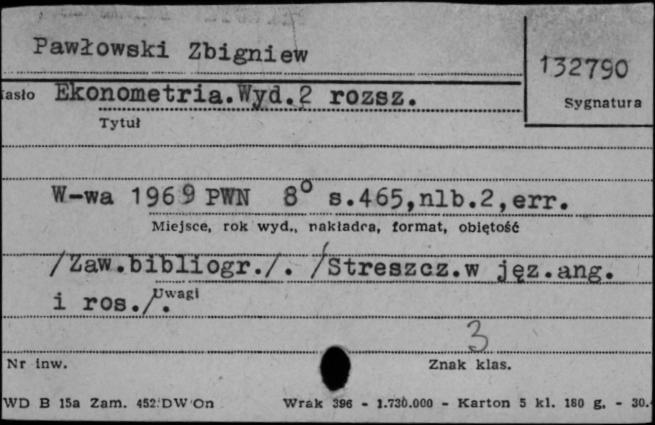 Pawłowski Zbigniew
132790
Sygnatura
Hasło Ekonometria.Wyd.2 rozsz.
Tytuł
W-wa 1969 PWN 8° s.465,nlb.2,err.
Miejsce, rok wyd., nakładca, format, objętość
/Zaw.bibliogr./. /Streszcz.w jęz.ang.
i ros./.
Uwagi
3
Nr inw.
Znak klas.
WD B 15a Zam. 452/DW/On Wrak 396 - 1.730.000 - Karton 5 kl. 180 g. - 30.